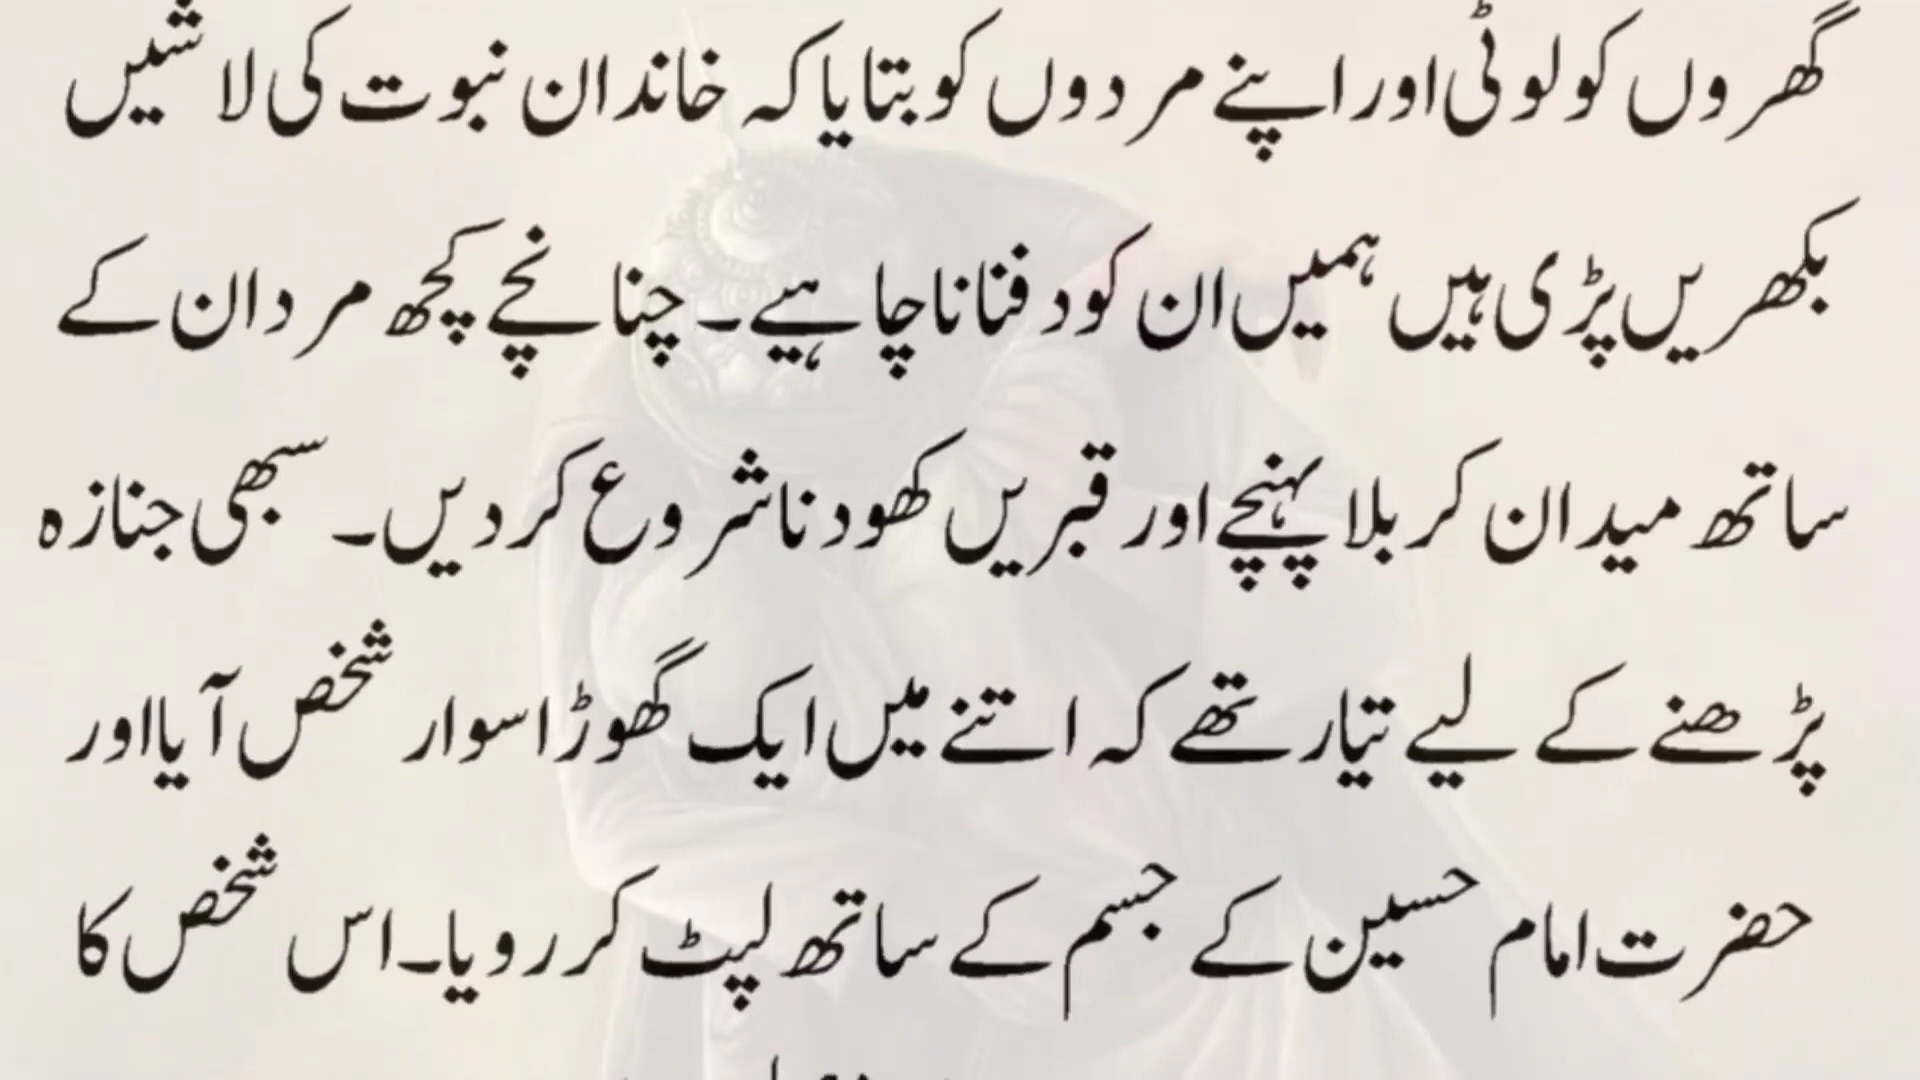 گھروں کو لوٹی اور اپنے مردوں کو بتایا کہ خاندان نبوت کی لاشیں
بکھریں پڑی ہیں ہمیں ان کو دفنانا چاہیے۔ چنانچے کچھ مردان کے
ساتھ میدان کربلا پہنچے اور قبریں کھودنا شروع کر دیں۔ سبھی جنازہ
پڑھنے کے لیے تیار تھے کہ اتنے میں ایک گھوڑا سوار شخص آیا اور
حضرت امام حسین کے جسم کے ساتھ لپٹ کر رویا۔ اس شخص کا